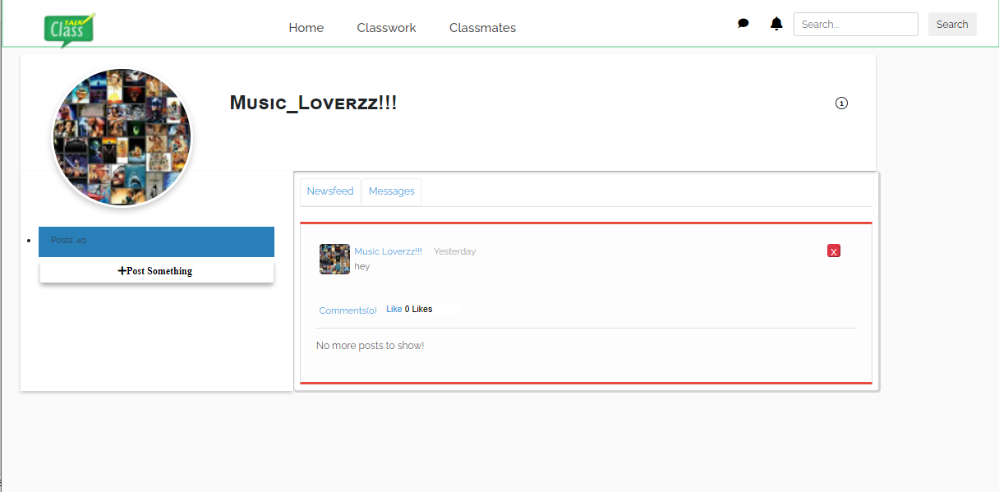 TALK
Class
Home Classwork Classmates Search... Search
Music_Loverzz!!!
1
Newsfeed Messages
Posts: 40
Post Something
Music Loverzz!!! Yesterday X
hey
Comments(0) Like 0 Likes
No more posts to show!